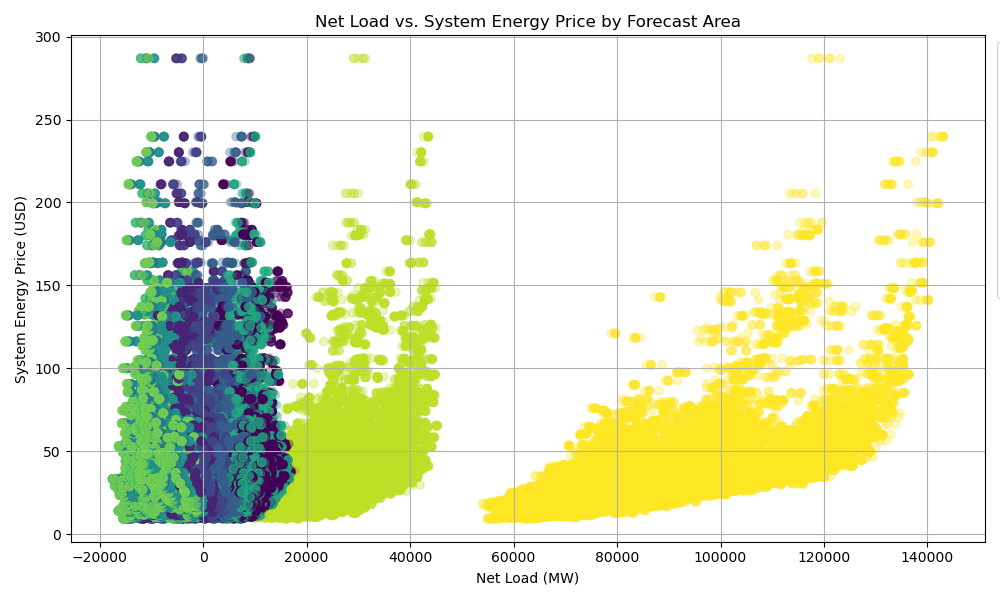 Net Load vs. System Energy Price by Forecast Area
300
250
200
150
100
50
0
System Energy Price (USD)
−20000 0 20000 40000 60000 80000 100000 120000 140000
Net Load (MW)